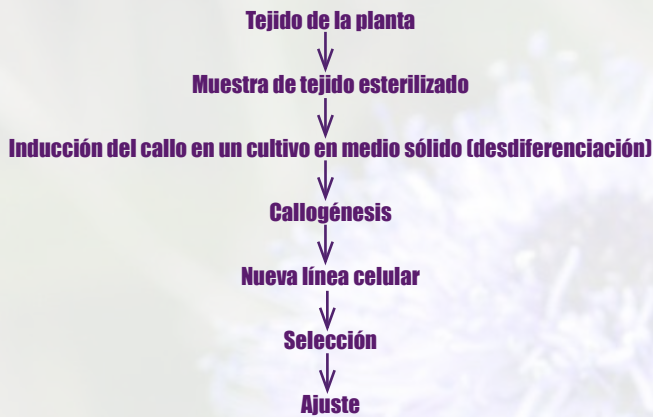 Tejido de la planta
Muestra de tejido esterilizado
Inducción del callo en un cultivo en medio sólido (desdiferenciación)
Callogénesis
Nueva línea celular
Selección
Ajuste